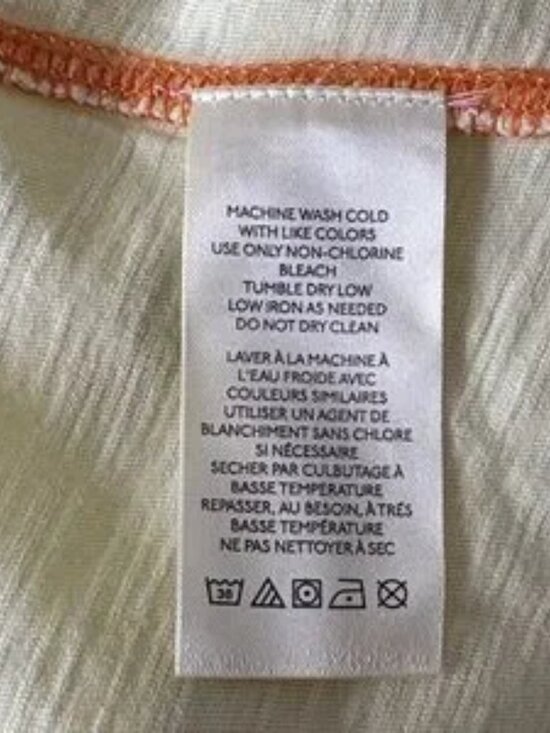 MACHINE WASH COLD
WITH LIKE COLORS
USE ONLY NON-CHLORINE
BLEACH
TUMBLE DRY LOW
LOW IRON AS NEEDED
DO NOT DRY CLEAN
LAVER À LA MACHINE À
L'EAU FROIDE AVEC
COULEURS SIMILAIRES
UTILISER UN AGENT DE
BLANCHIMENT SANS CHLORE
SI NÉCESSAIRE
SECHER PAR CULBUTAGE À
BASSE TEMPÉRATURE
REPASSER, AU BESOIN, À TRÉS
BASSE TEMPÉRATURE
NE PAS NETTOYER À SEC
30